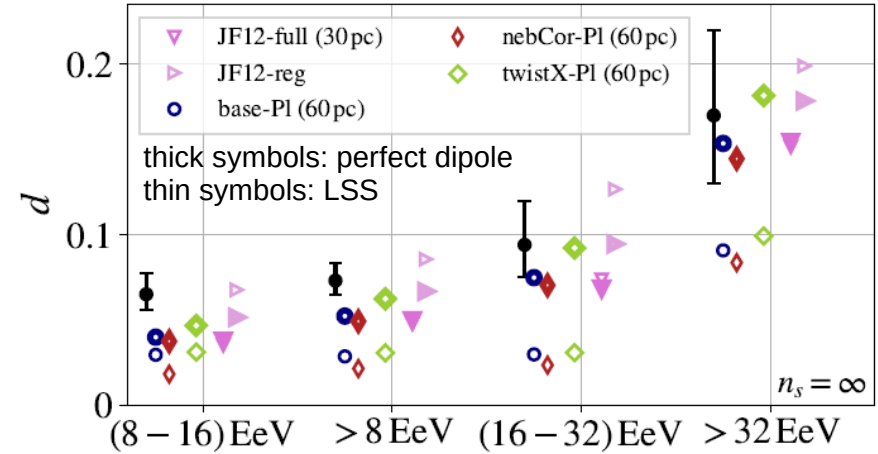 JF12-full (30 pc)
JF12-reg
base-Pl (60 pc)
nebCor-Pl (60 pc)
twistX-Pl (60 pc)
thick symbols: perfect dipole
thin symbols: LSS
d
0.2
0.1
0
n_s = ∞
(8 − 16) EeV
> 8 EeV
(16 − 32) EeV
> 32 EeV